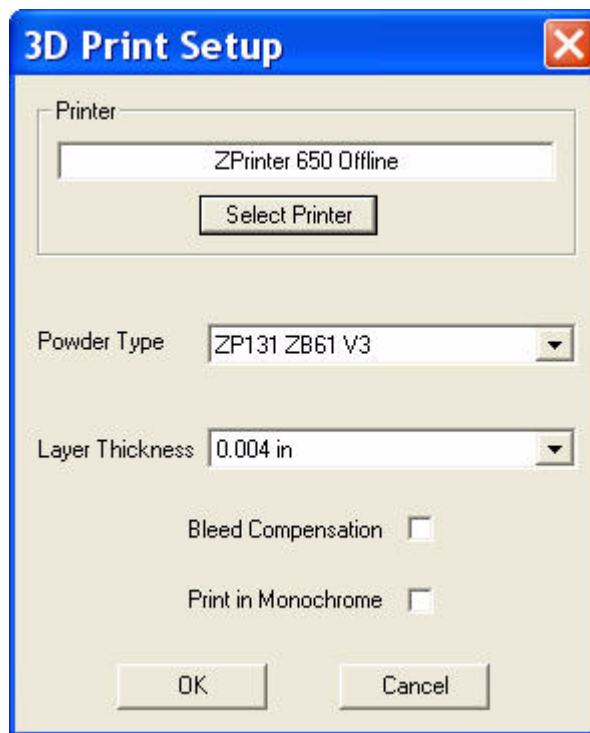 3D Print Setup
Printer
ZPrinter 650 Offline
Select Printer
Powder Type ZP131 ZB61 V3
Layer Thickness 0.004 in
Bleed Compensation
Print in Monochrome
OK Cancel